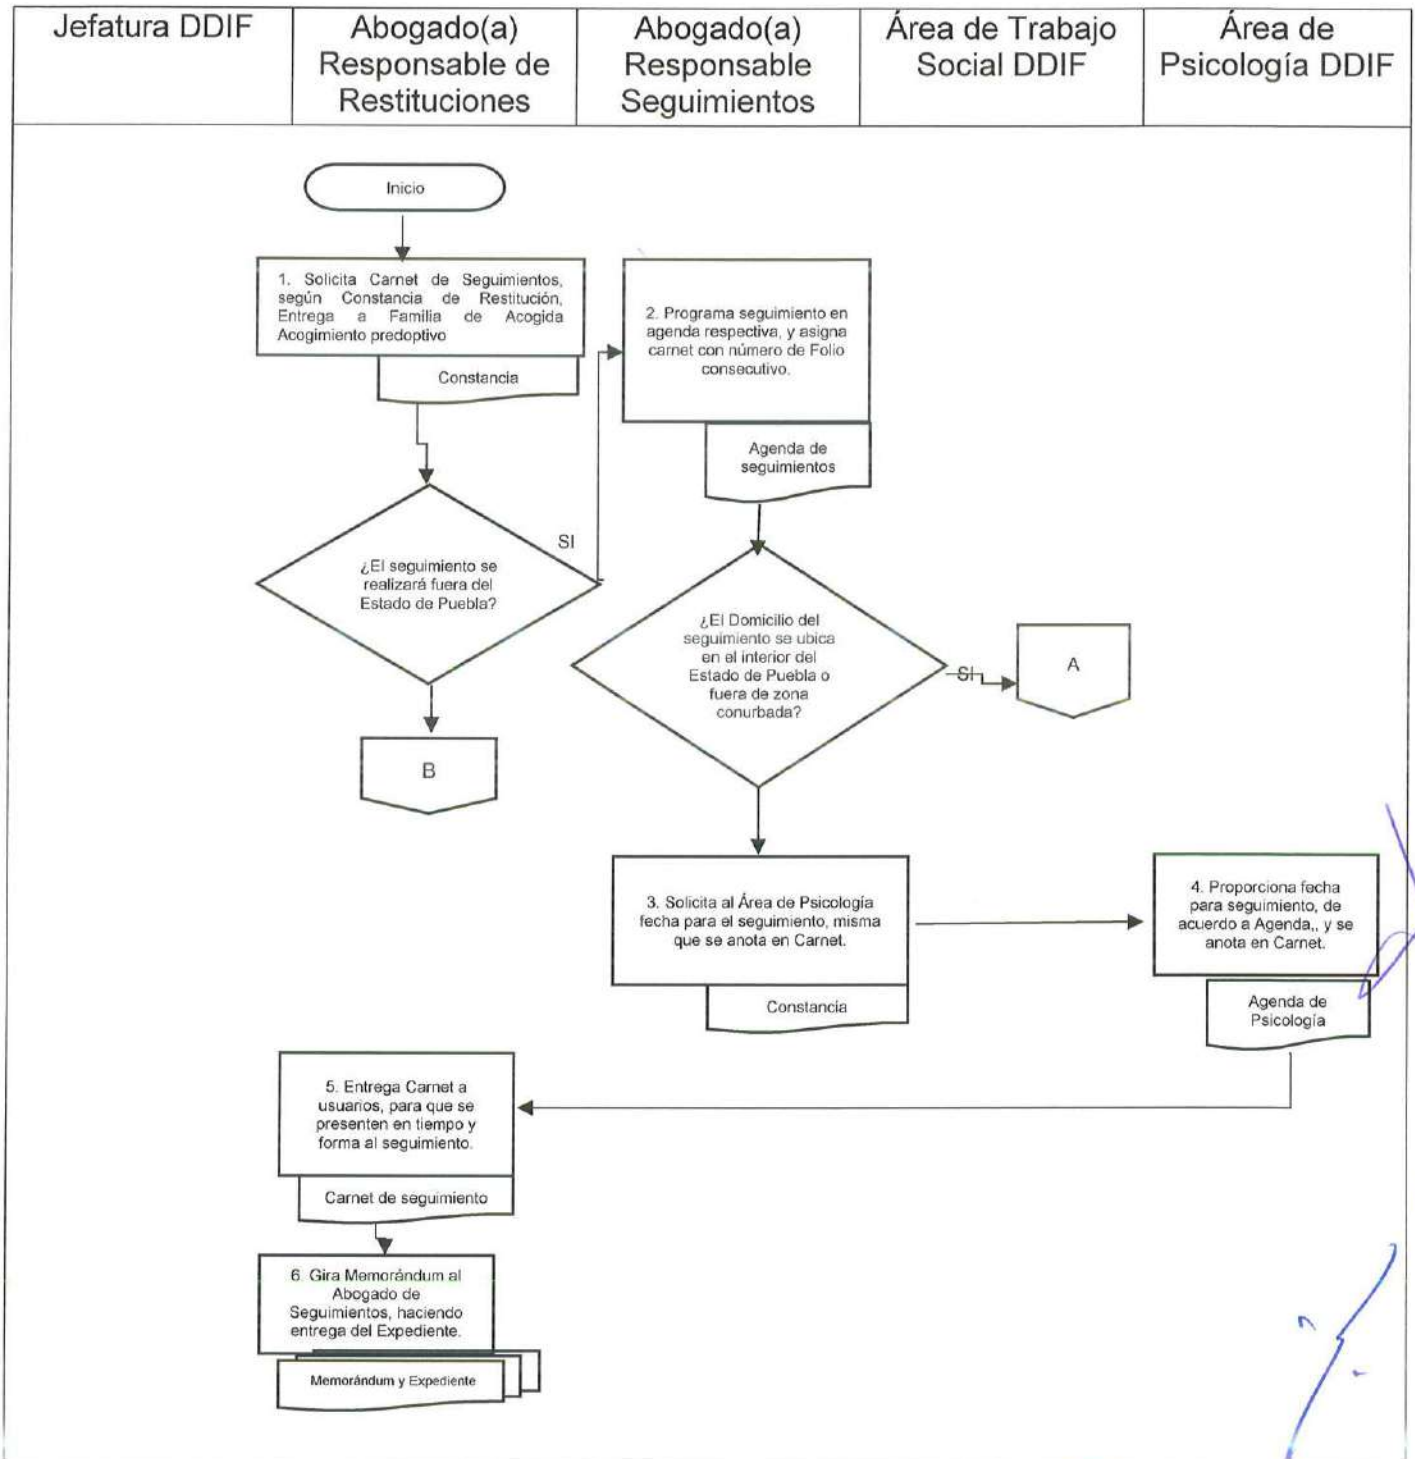 Jefatura DDIF
Abogado(a)
Responsable de
Restituciones
Abogado(a)
Responsable
Seguimientos
Área de Trabajo
Social DDIF
Área de
Psicología DDIF
Inicio
1. Solicita Carnet de Seguimientos,
según Constancia de Restitución,
Entrega a Familia de Acogida
Acogimiento predoptivo
Constancia
2. Programa seguimiento en
agenda respectiva, y asigna
carnet con número de Folio
consecutivo.
Agenda de
seguimientos
¿El seguimiento se
realizará fuera del
Estado de Puebla?
SI
B
¿El Domicilio del
seguimiento se ubica
en el interior del
Estado de Puebla o
fuera de zona
conurbada?
SI
A
3. Solicita al Área de Psicología
fecha para el seguimiento, misma
que se anota en Carnet.
Constancia
4. Proporciona fecha
para seguimiento, de
acuerdo a Agenda,, y se
anota en Carnet.
Agenda de
Psicología
5. Entrega Carnet a
usuarios, para que se
presenten en tiempo y
forma al seguimiento.
Carnet de seguimiento
6. Gira Memorándum al
Abogado de
Seguimientos, haciendo
entrega del Expediente.
Memorándum y Expediente